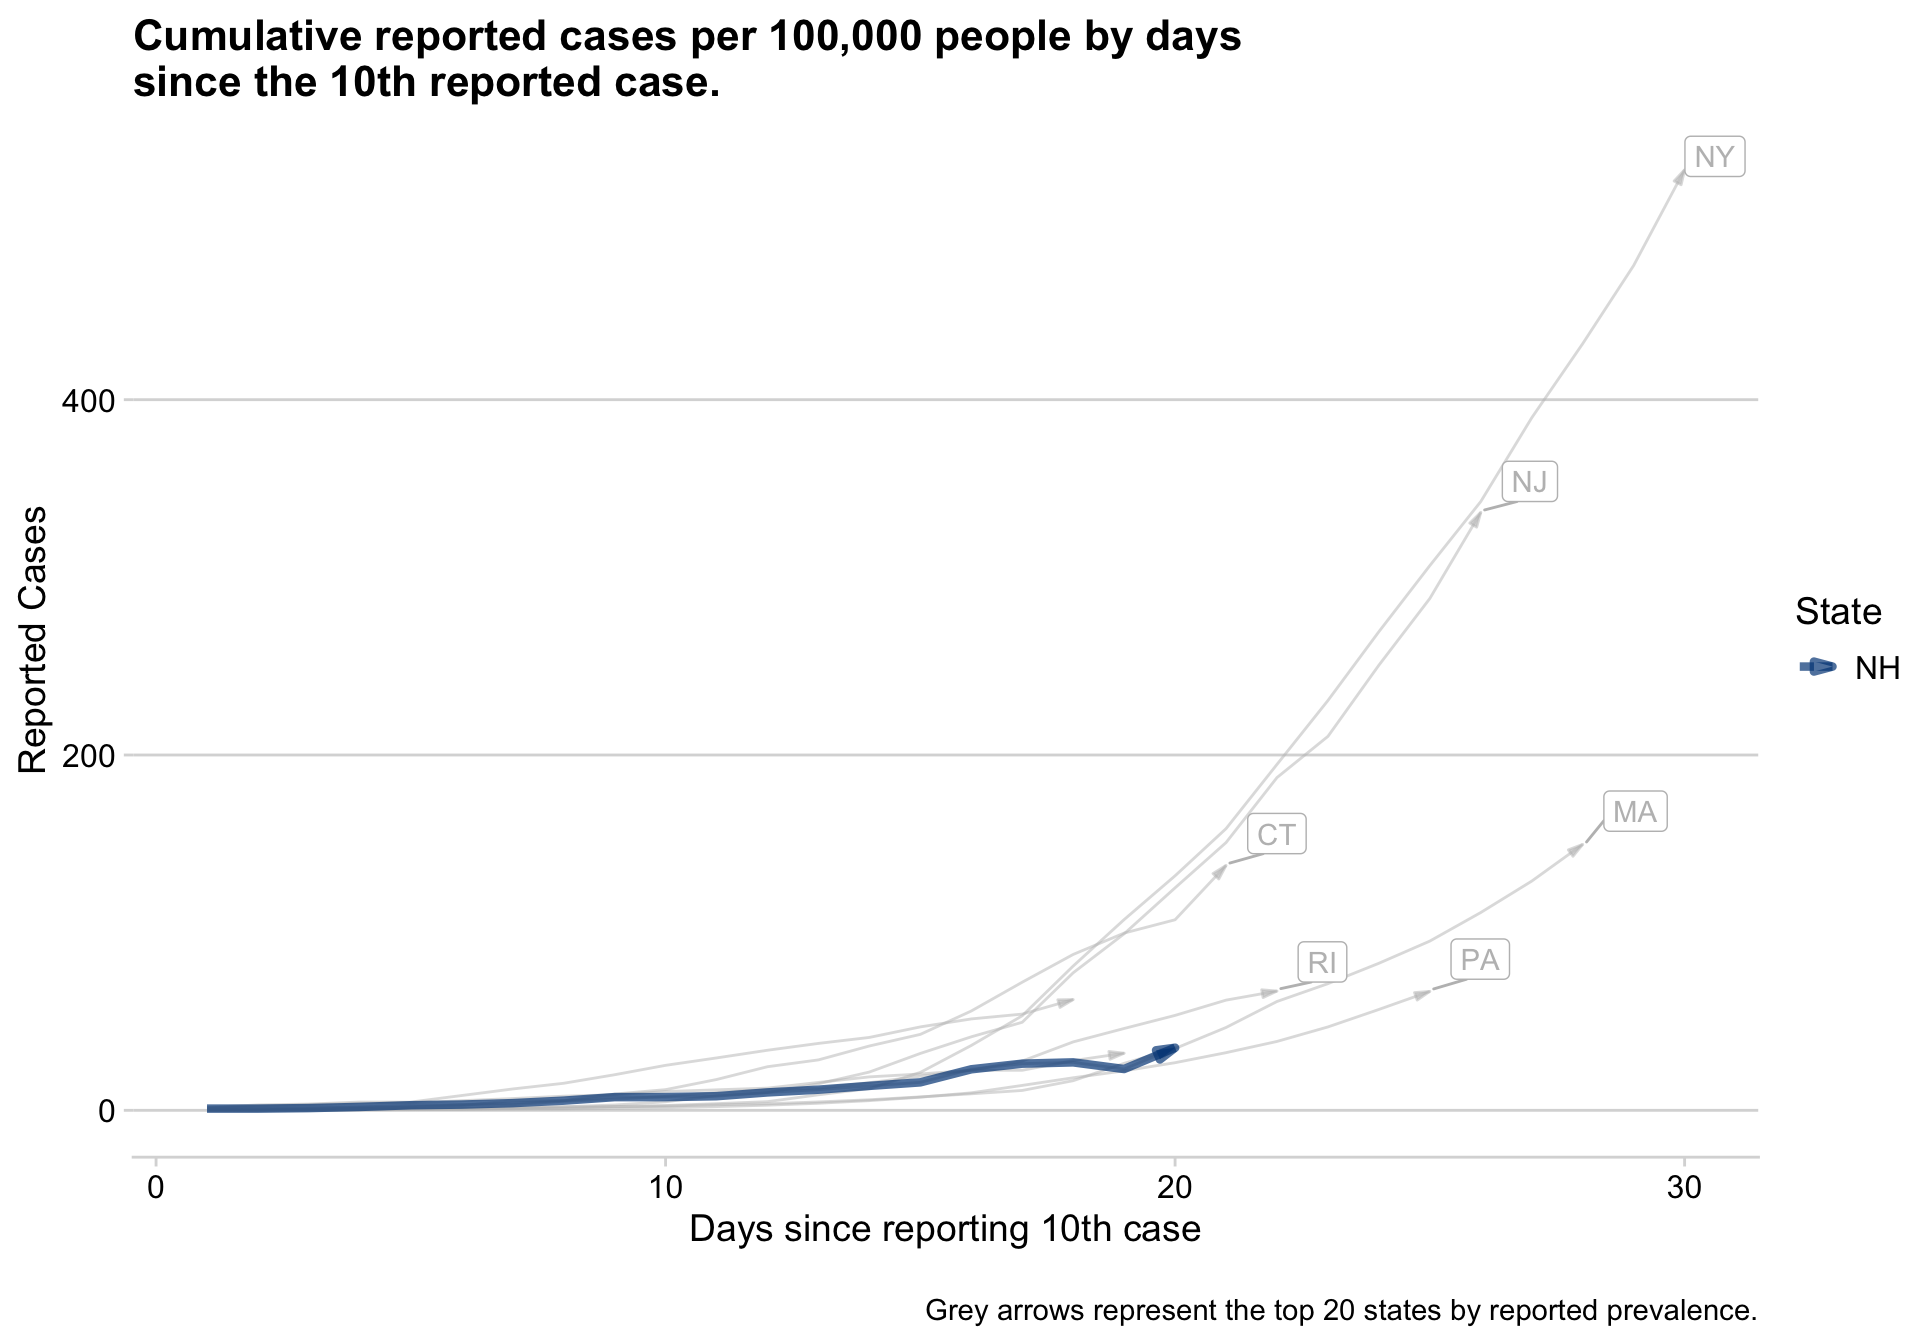 Cumulative reported cases per 100,000 people by days
since the 10th reported case.
NY
400
NJ
Reported Cases
State
NH
200
MA
CT
PA
RI
0
0 10 20 30
Days since reporting 10th case
Grey arrows represent the top 20 states by reported prevalence.